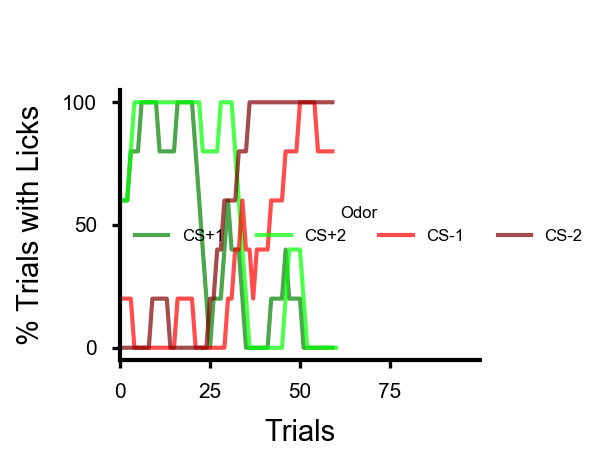 100
50
0
% Trials with Licks
Odor
CS+1 CS+2 CS-1 CS-2
0 25 50 75
Trials